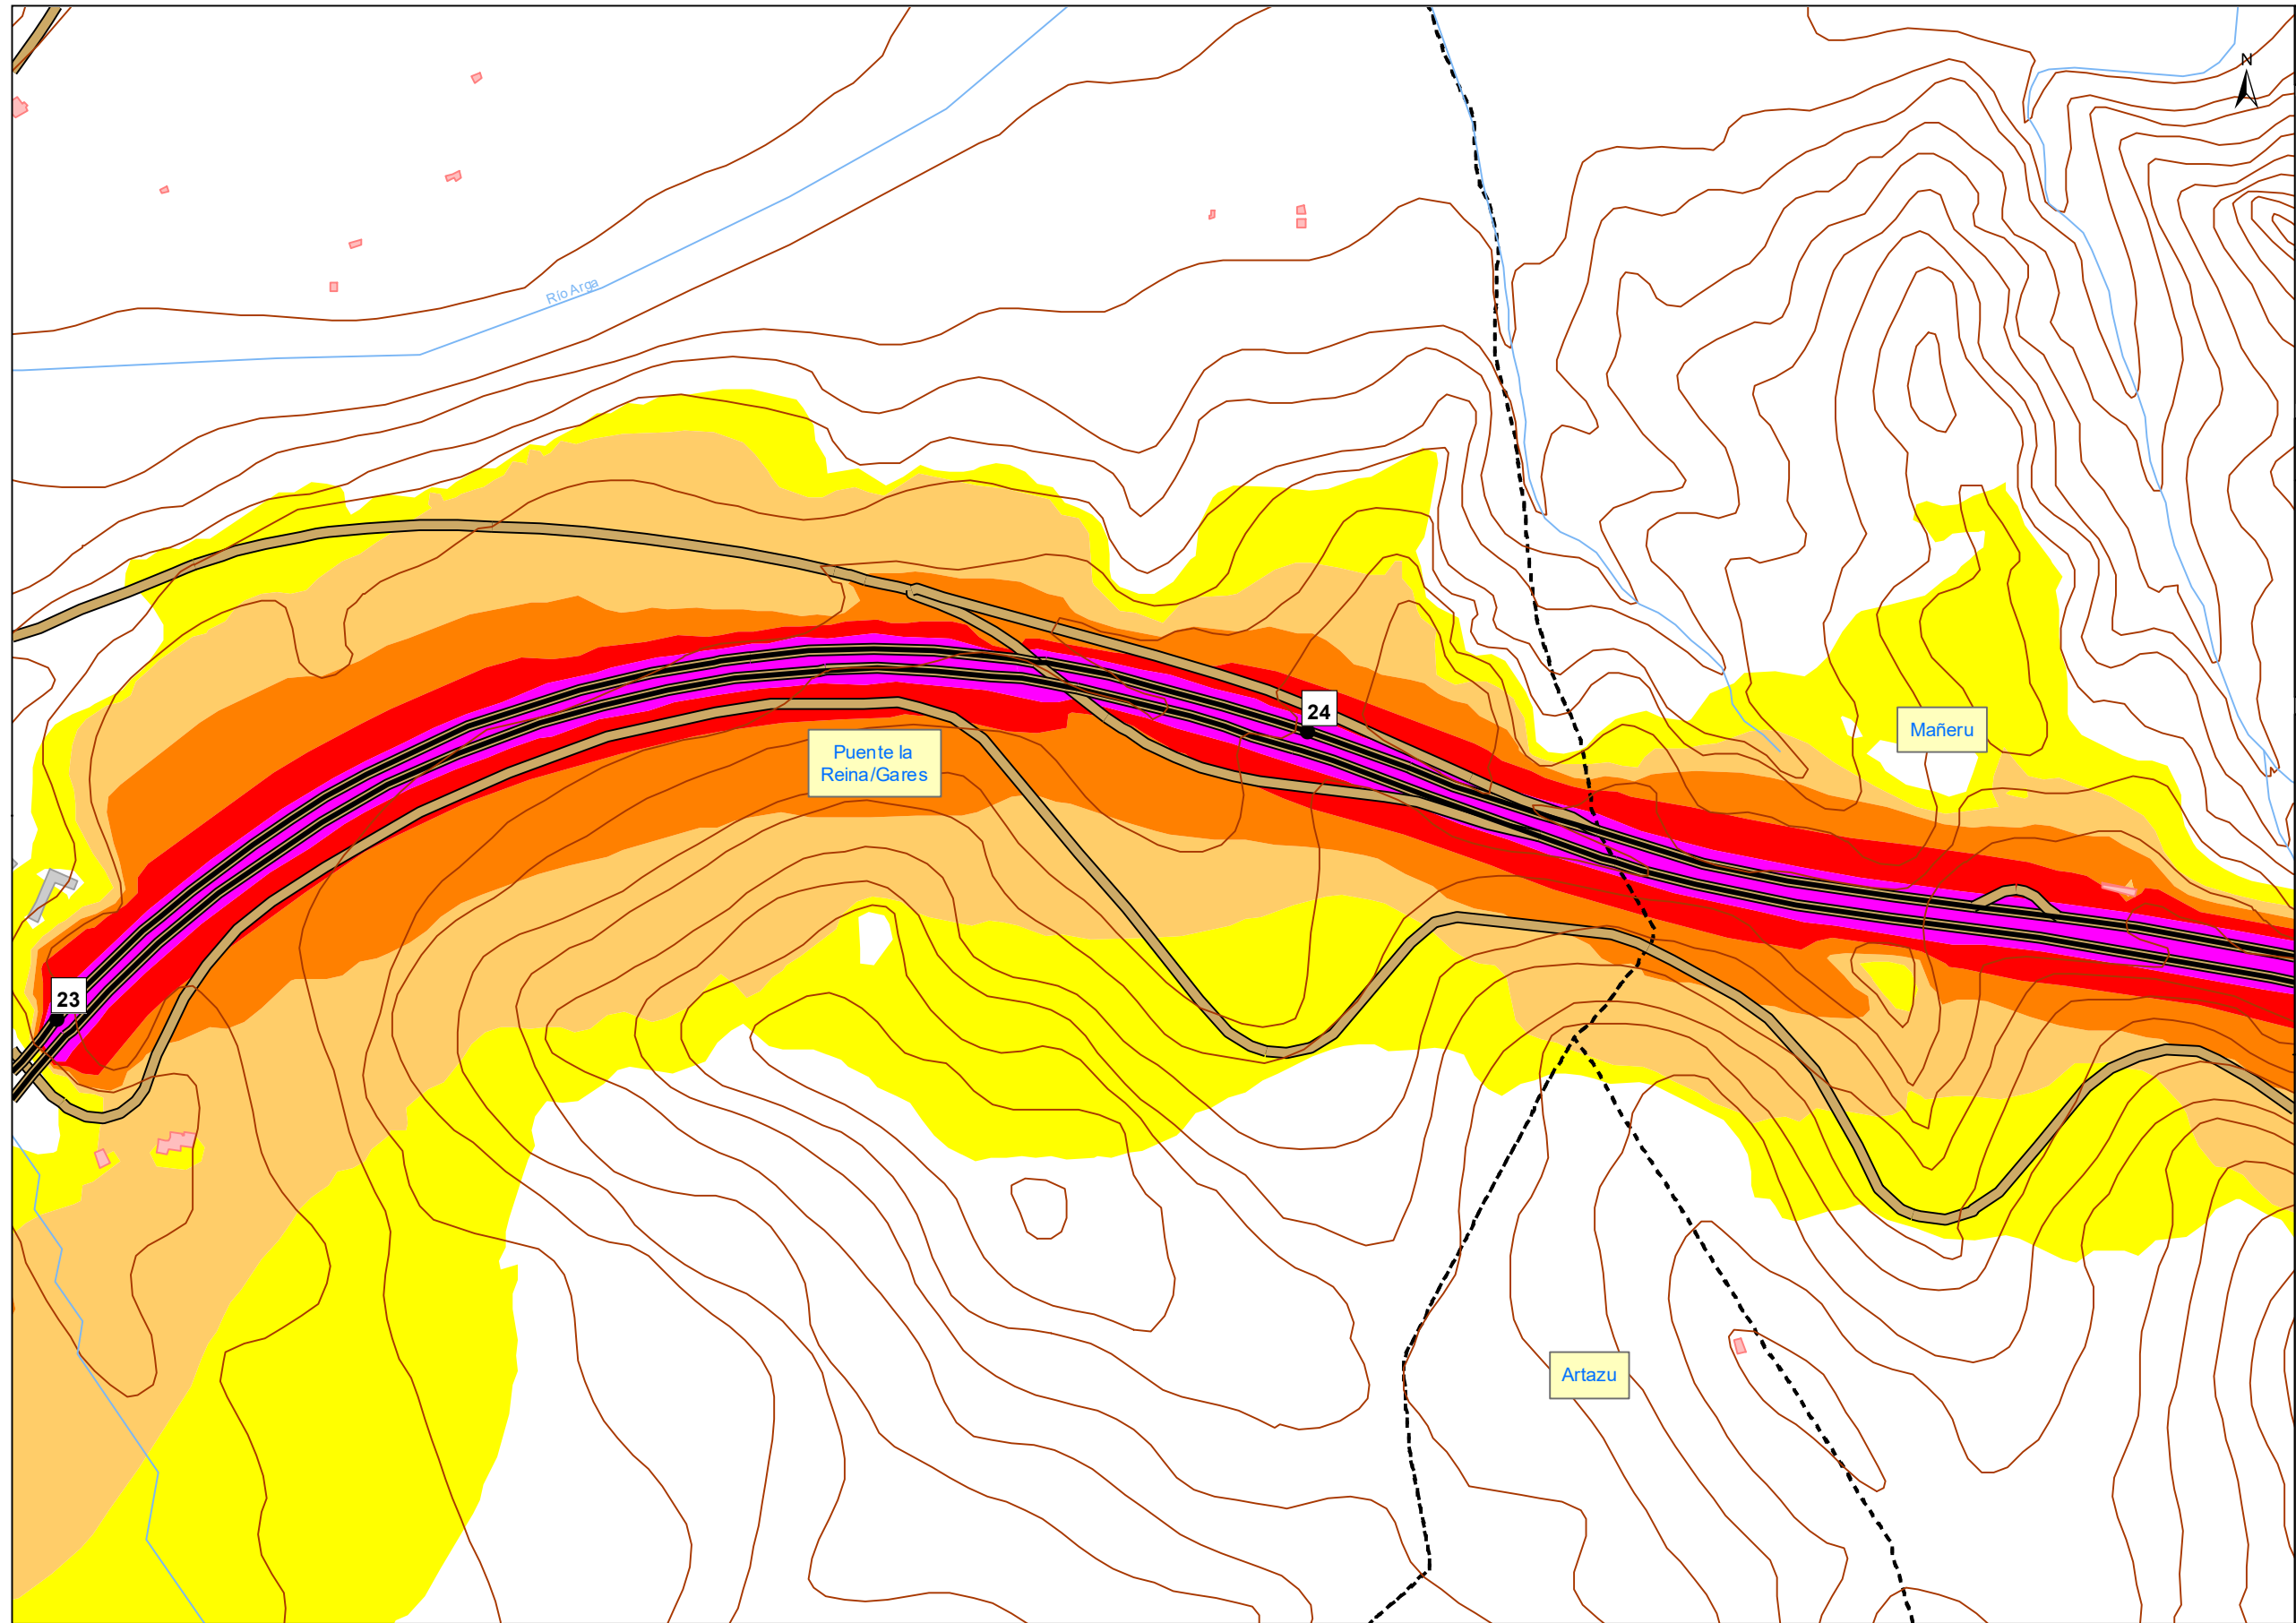 N
Río Arga
24
Mañeru
Puente la
Reina/Gares
23
Artazu